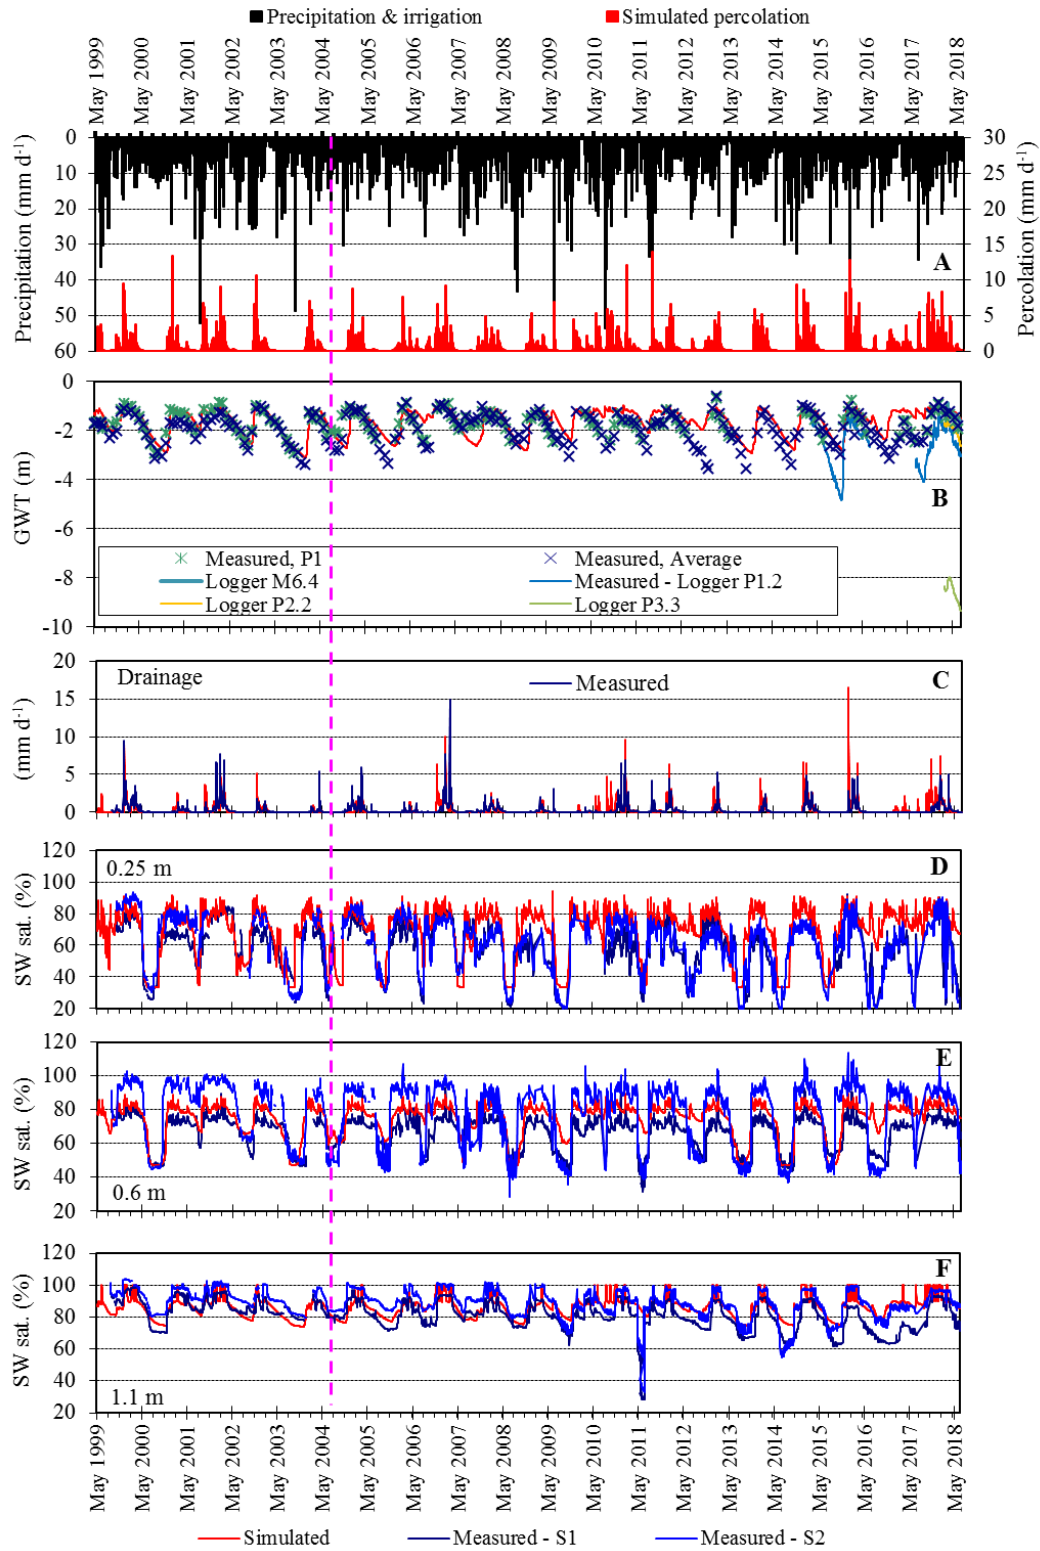 Precipitation & irrigation Simulated percolation
May 1999 May 2000 May 2001 May 2002 May 2003 May 2004 May 2005 May 2006 May 2007 May 2008 May 2009 May 2010 May 2011 May 2012 May 2013 May 2014 May 2015 May 2016 May 2017 May 2018
Precipitation (mm d-1)
0
10
20
30
40
50
60
A
30
25
20
15
10
5
0
Percolation (mm d-1)
GWT (m)
0
-2
-4
-6
-8
-10
B
Measured, P1 Measured, Average
Logger M6.4 Measured - Logger P1.2
Logger P2.2 Logger P3.3
(mm d-1)
20
15
10
5
0
Drainage Measured C
SW sat. (%)
120
100
80
60
40
20
0.25 m D
SW sat. (%)
120
100
80
60
40
20
E
0.6 m
SW sat. (%)
120
100
80
60
40
20
F
1.1 m
May 1999 May 2000 May 2001 May 2002 May 2003 May 2004 May 2005 May 2006 May 2007 May 2008 May 2009 May 2010 May 2011 May 2012 May 2013 May 2014 May 2015 May 2016 May 2017 May 2018
Simulated Measured - S1 Measured - S2